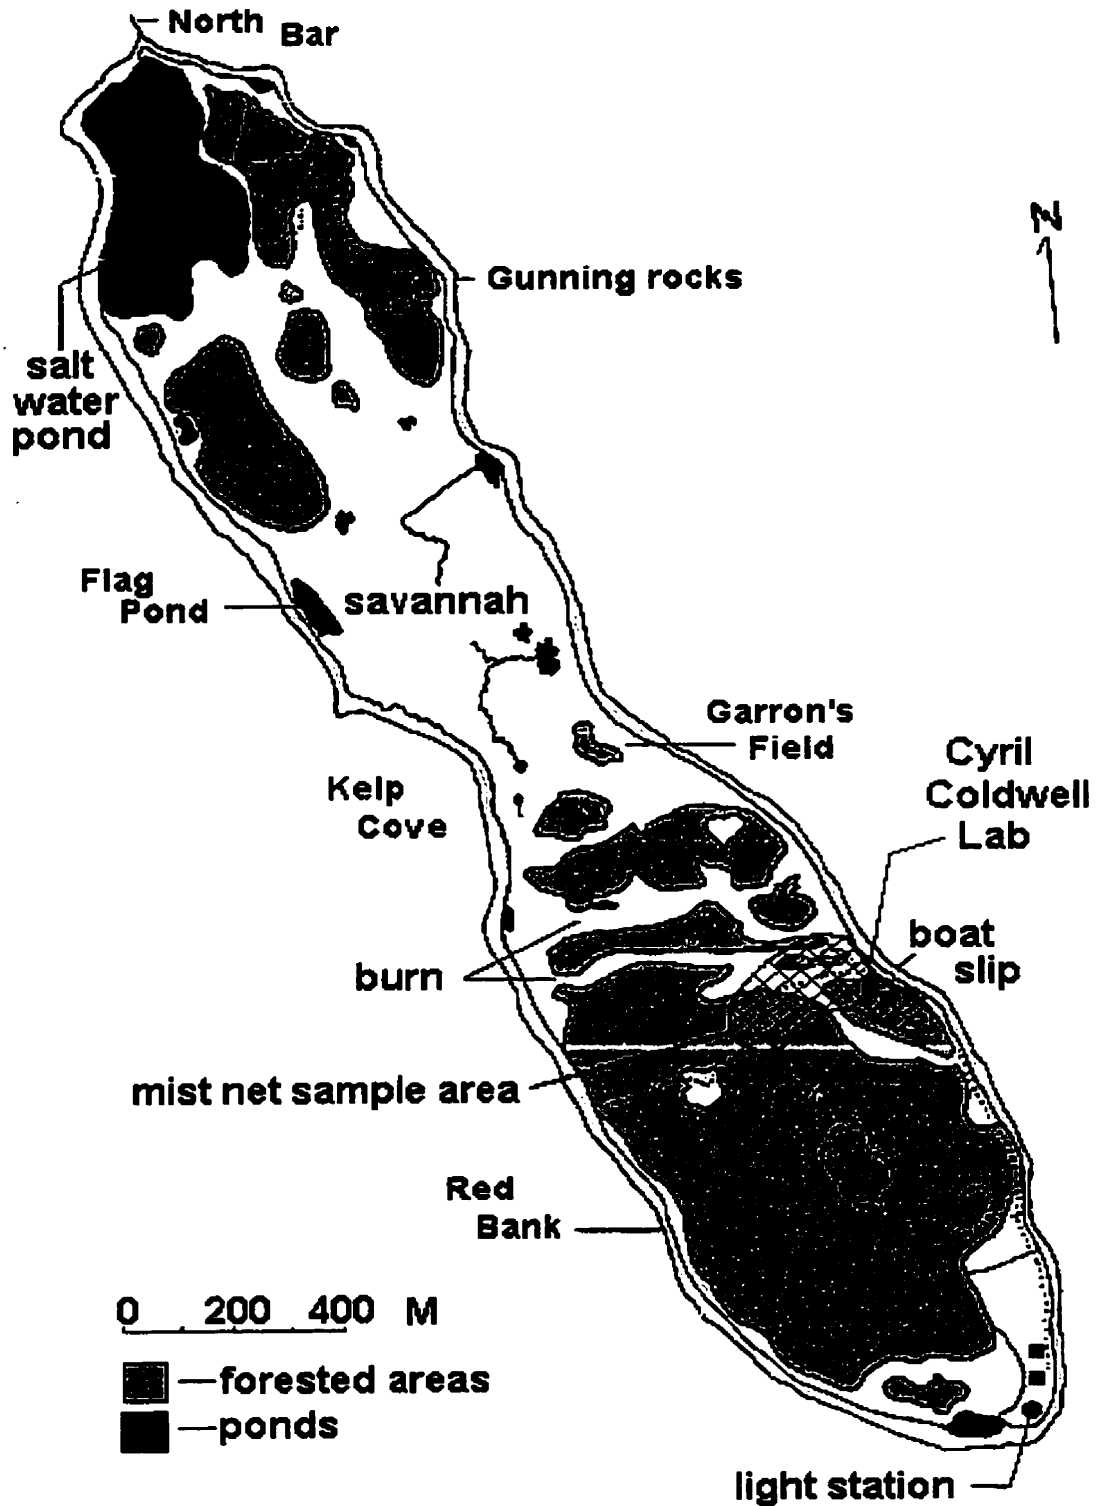 North Bar
N
Gunning rocks
salt
water
pond
Flag
Pond
savannah
Garron's
Field
Cyril
Coldwell
Lab
Kelp
Cove
boat
slip
burn
mist net sample area
Red
Bank
0 200 400 M
forested areas
ponds
light station